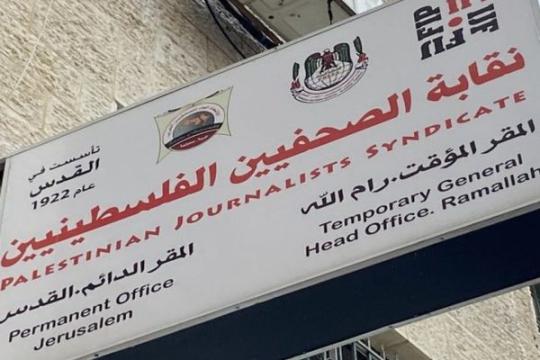 تأسست في
القدس
عام 1922
FIP
نقابة الصحفيين الفلسطينيين
PALESTINIAN JOURNALISTS SYNDICATE
المقر المؤقت.رام الله
Temporary General
Head Office. Ramallah
المقر الدائم.القدس
Permanent Office
Jerusalem